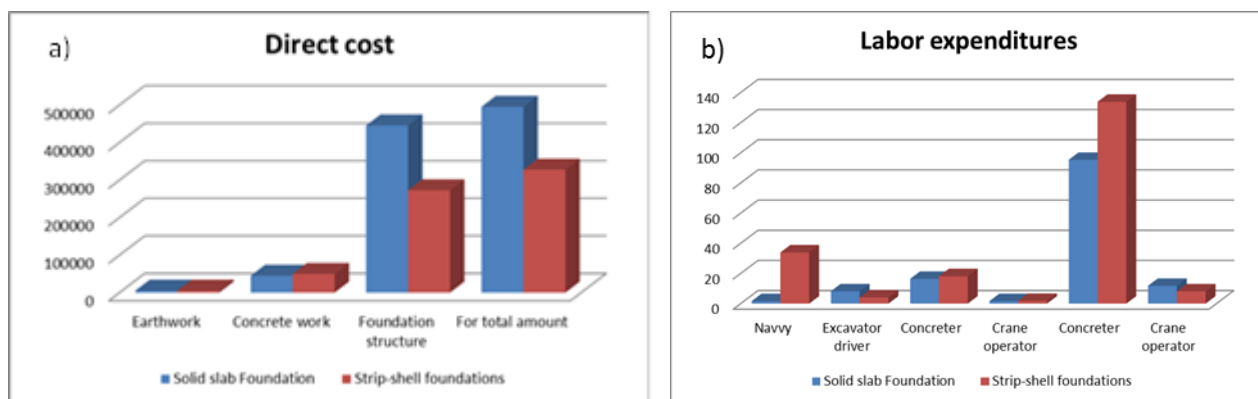 a)
Direct cost
500000
400000
300000
200000
100000
0
Earthwork
Concrete work
Foundation
structure
For total amount
Solid slab Foundation
Strip-shell foundations
b)
Labor expenditures
140
120
100
80
60
40
20
0
Navvy
Excavator
driver
Concreter
Crane
operator
Concreter
Crane
operator
Solid slab Foundation
Strip-shell foundations